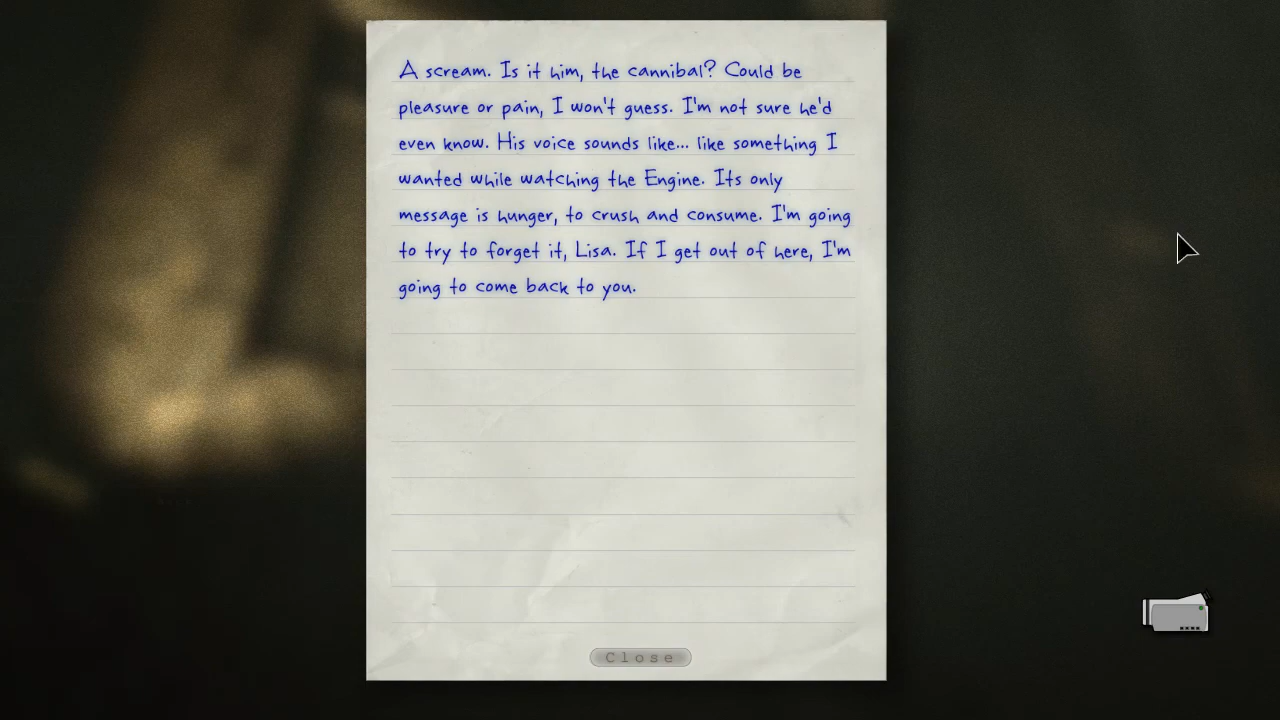 A scream. Is it him, the cannibal? Could be
pleasure or pain, I won't guess. I'm not sure he'd
even know. His voice sounds like... like something I
wanted while watching the Engine. Its only
message is hunger, to crush and consume. I'm going
to try to forget it, Lisa. If I get out of here, I'm
going to come back to you.
Close